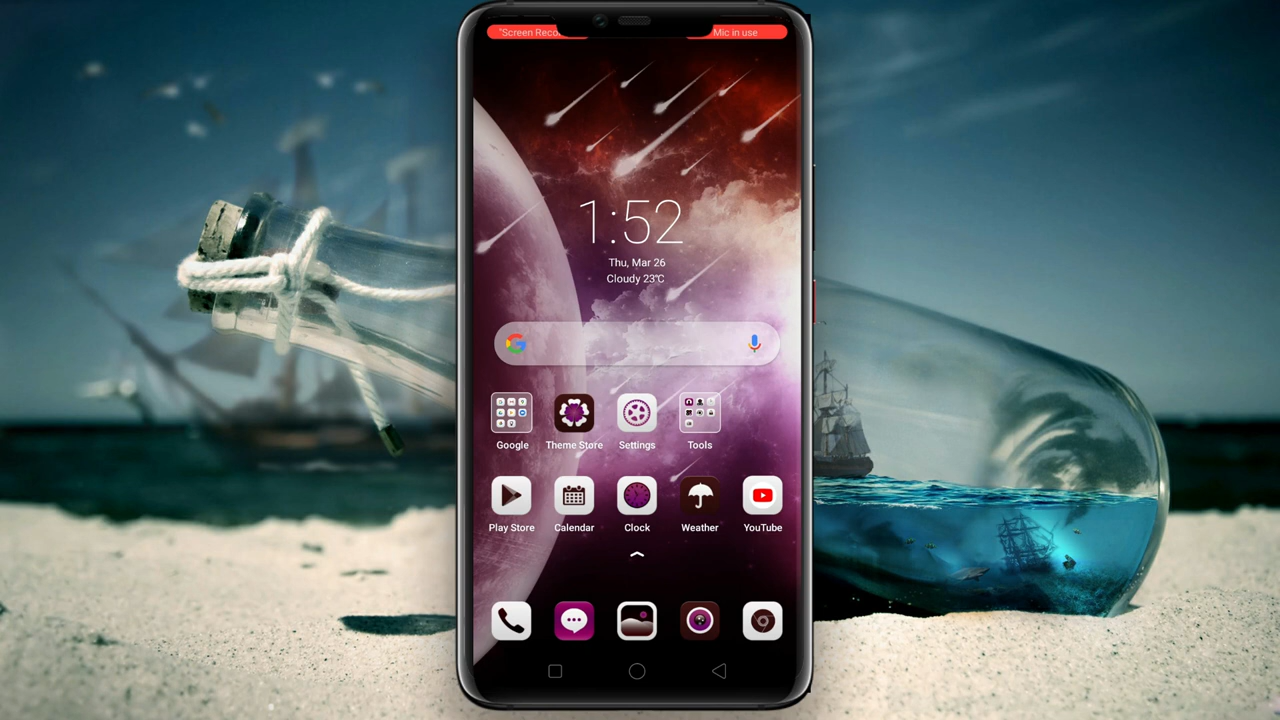 "Screen Reco
Mic in use
1:52
Thu, Mar 26
Cloudy 23℃
Google
Theme Store
Settings
Tools
Play Store
Calendar
Clock
Weather
YouTube